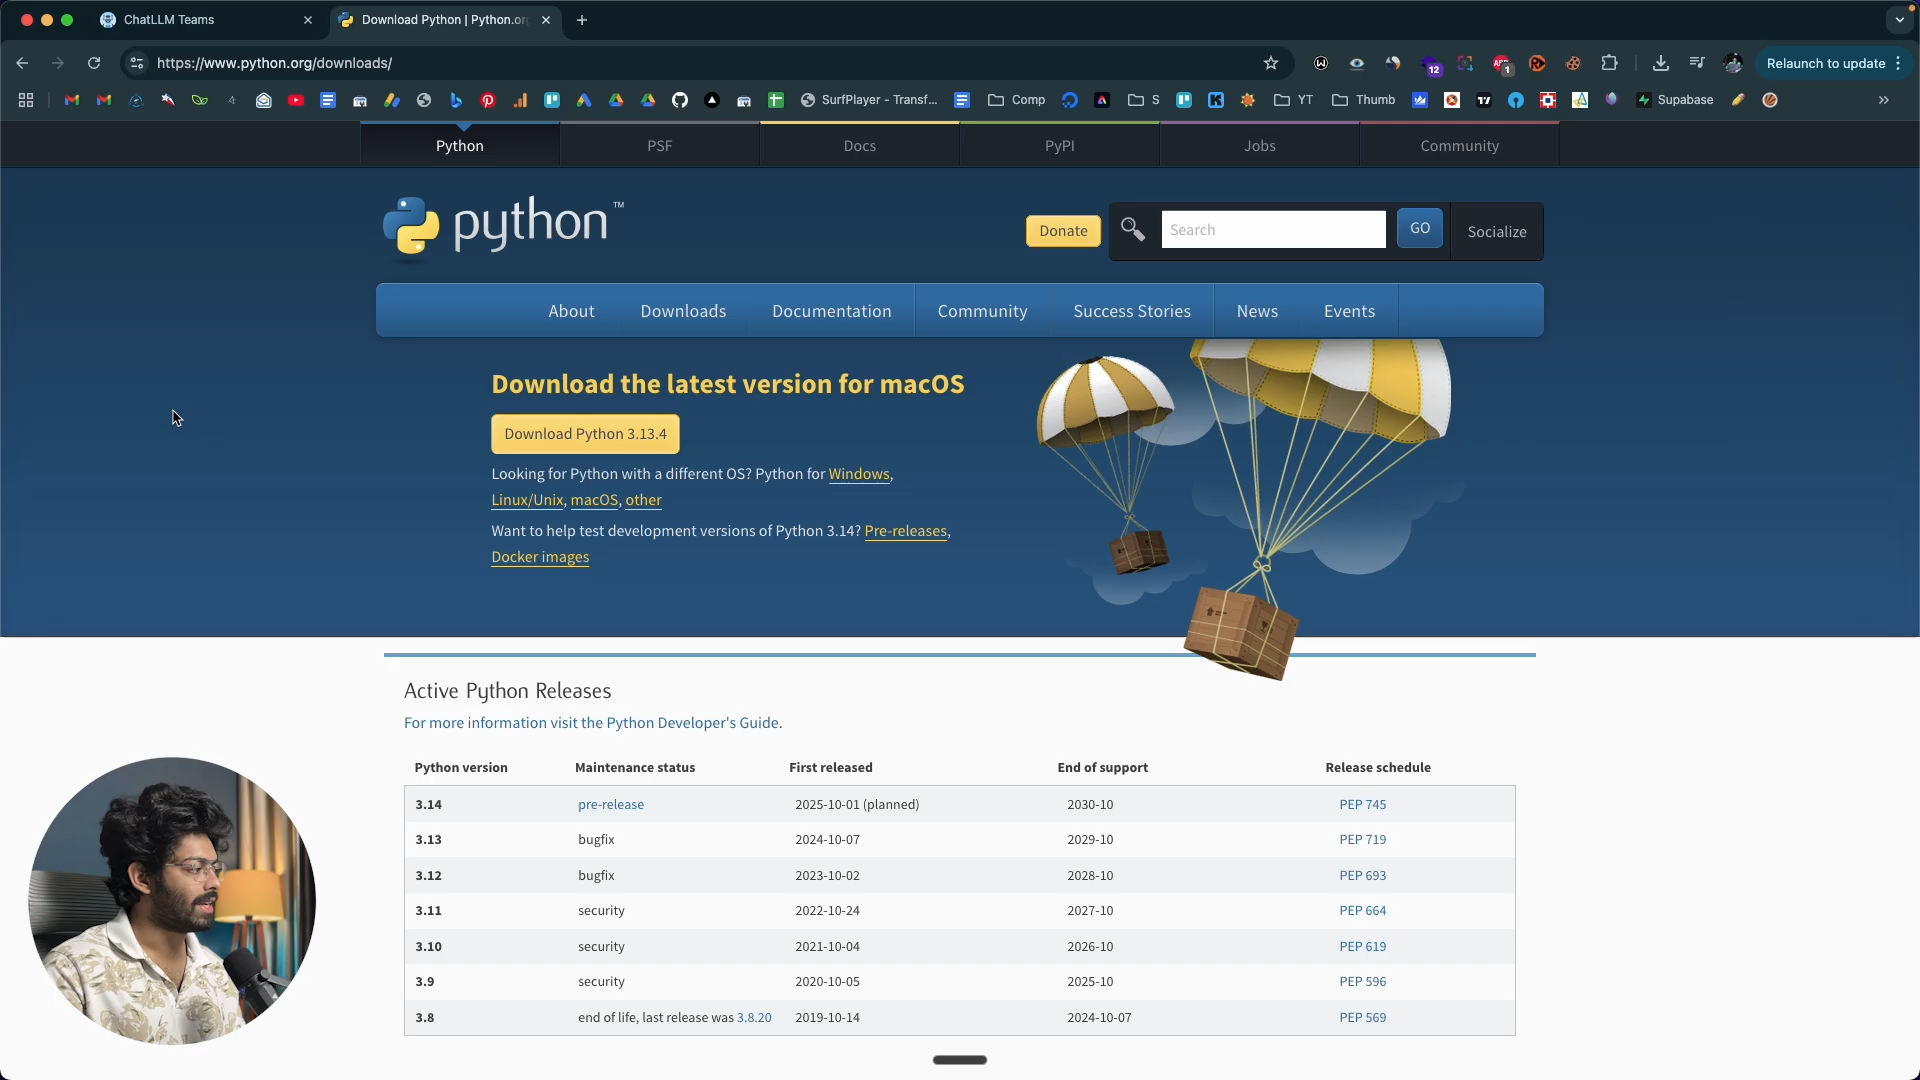 ChatLLM Teams
Download Python | Python.or
https://www.python.org/downloads/
12
1
Relaunch to update
SurfPlayer - Transf...
Comp
S
YT
Thumb
Supabase
Python
PSF
Docs
PyPI
Jobs
Community
python™
Donate
Search
GO
Socialize
About
Downloads
Documentation
Community
Success Stories
News
Events
Download the latest version for macOS
Download Python 3.13.4
Looking for Python with a different OS? Python for Windows,
Linux/Unix, macOS, other
Want to help test development versions of Python 3.14? Pre-releases,
Docker images
Active Python Releases
For more information visit the Python Developer's Guide.
Python version Maintenance status First released End of support Release schedule
3.14 pre-release 2025-10-01 (planned) 2030-10 PEP 745
3.13 bugfix 2024-10-07 2029-10 PEP 719
3.12 bugfix 2023-10-02 2028-10 PEP 693
3.11 security 2022-10-24 2027-10 PEP 664
3.10 security 2021-10-04 2026-10 PEP 619
3.9 security 2020-10-05 2025-10 PEP 596
3.8 end of life, last release was 3.8.20 2019-10-14 2024-10-07 PEP 569